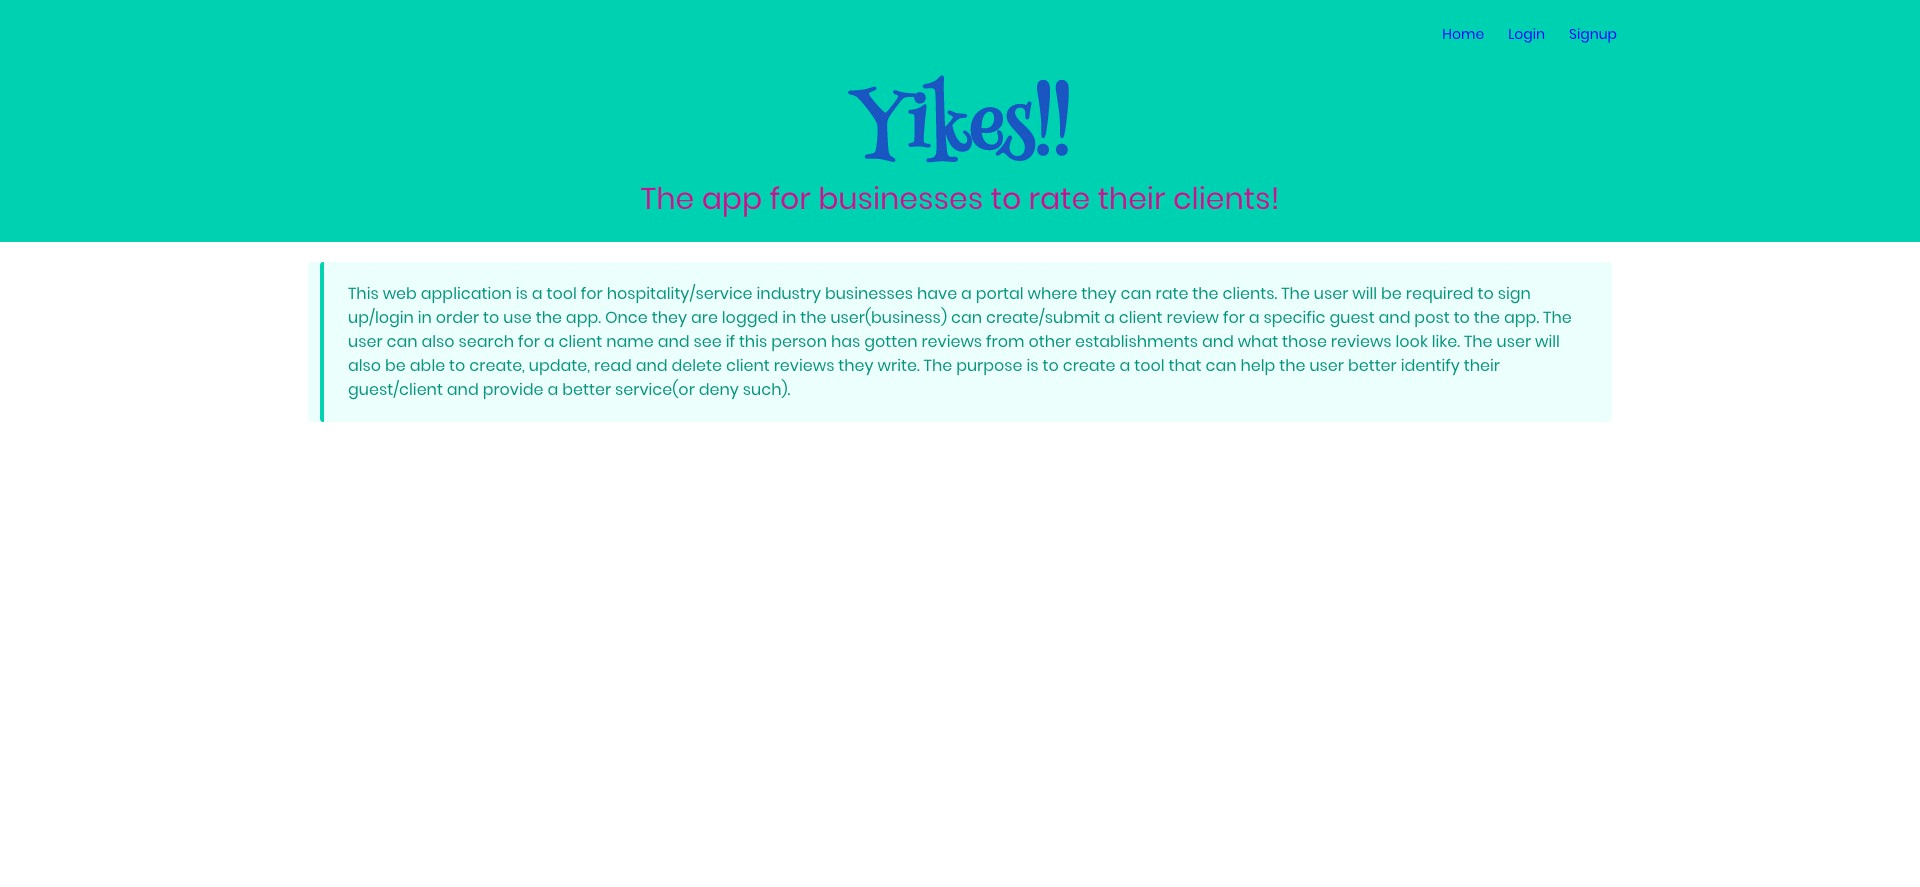 Home Login Signup
Yikes!!
The app for businesses to rate their clients!
This web application is a tool for hospitality/service industry businesses have a portal where they can rate the clients. The user will be required to sign
up/login in order to use the app. Once they are logged in the user(business) can create/submit a client review for a specific guest and post to the app. The
user can also search for a client name and see if this person has gotten reviews from other establishments and what those reviews look like. The user will
also be able to create, update, read and delete client reviews they write. The purpose is to create a tool that can help the user better identify their
guest/client and provide a better service(or deny such).